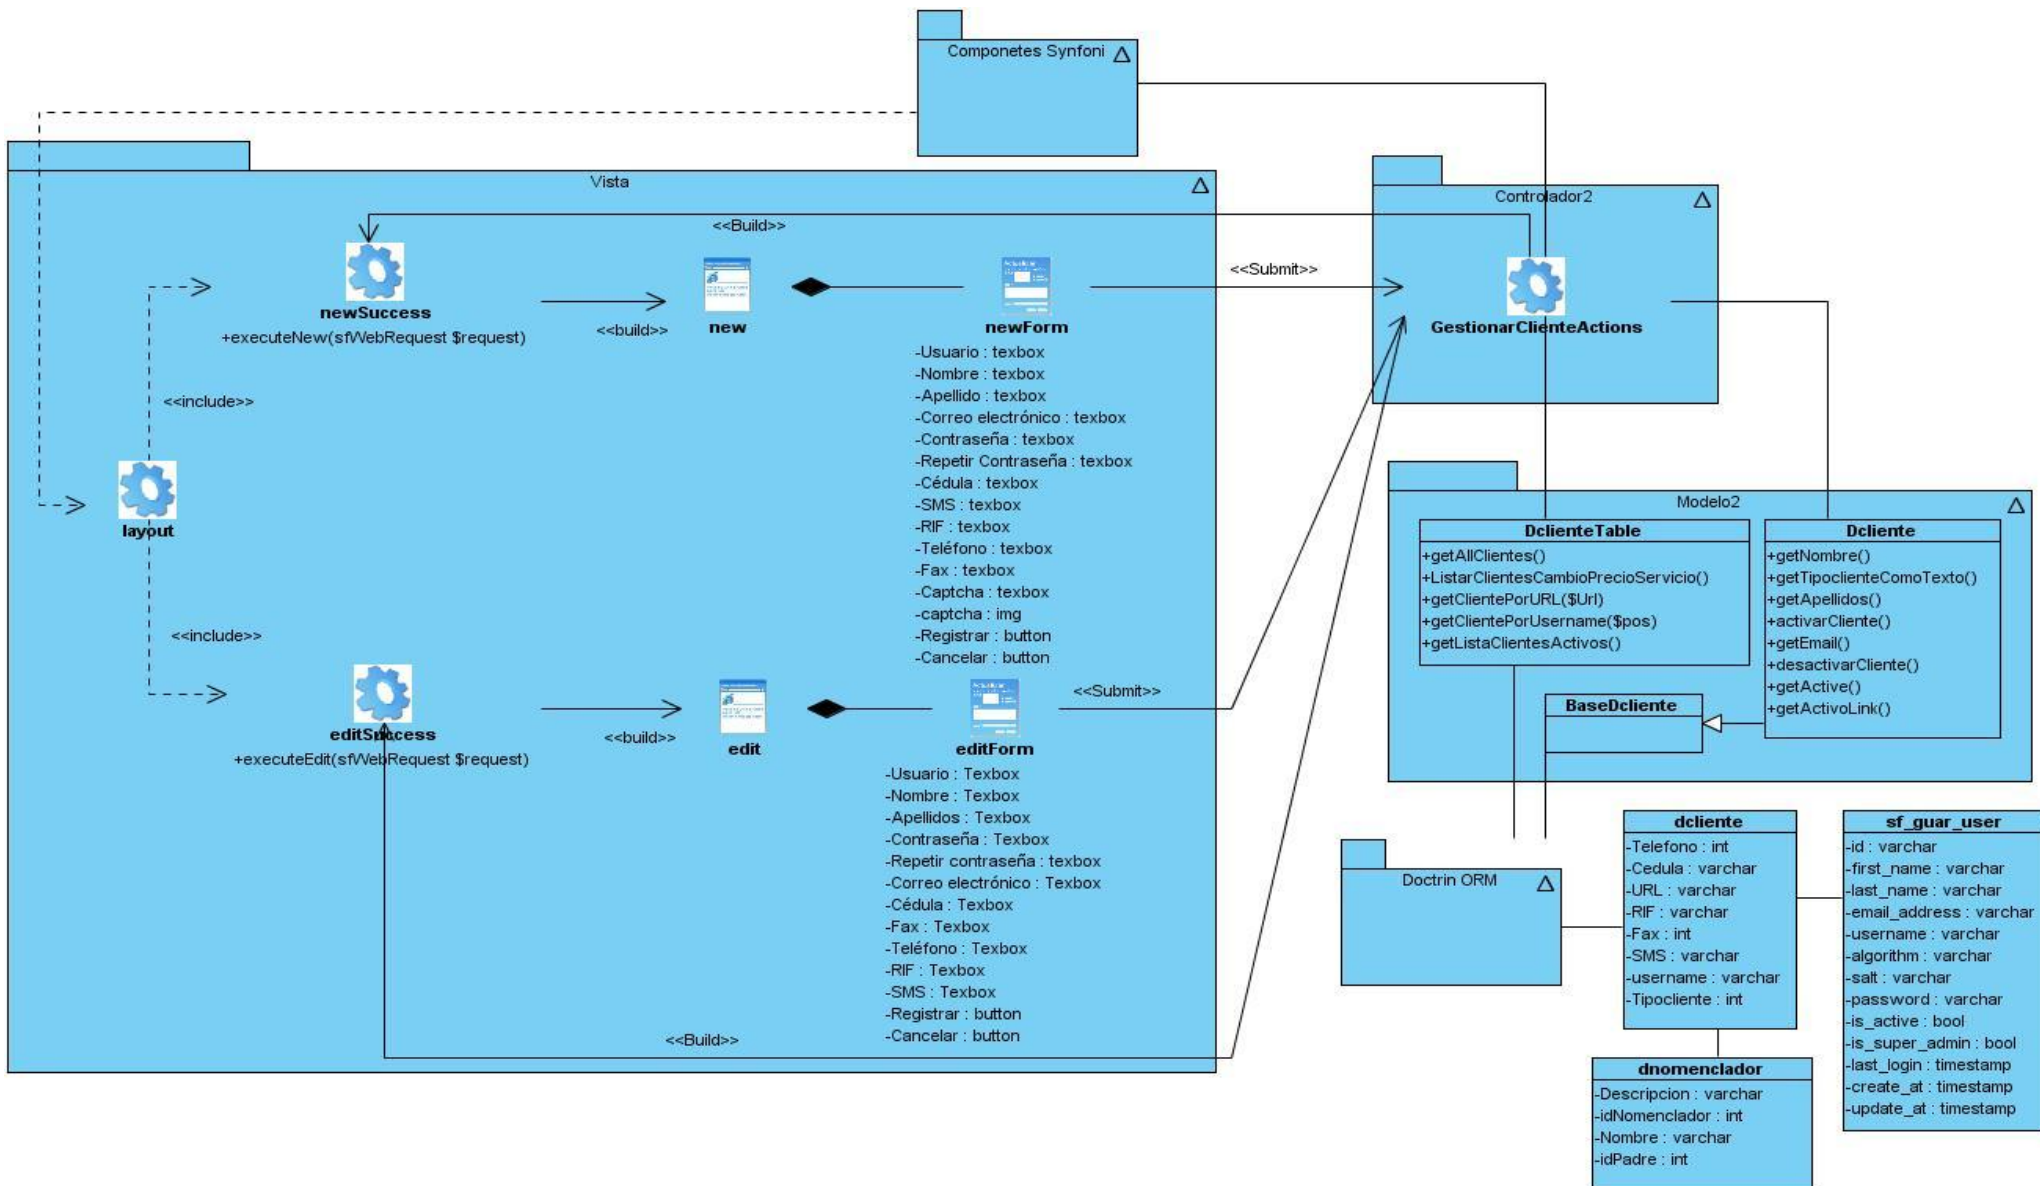 Componetes Synfoni
Vista
<<Build>>
newSuccess
+executeNew(sfWebRequest $request)
<<build>>
new
newForm
-Usuario : texbox
-Nombre : texbox
-Apellido : texbox
-Correo electrónico : texbox
-Contraseña : texbox
-Repetir Contraseña : texbox
-Cédula : texbox
-SMS : texbox
-RIF : texbox
-Teléfono : texbox
-Fax : texbox
-Captcha : texbox
-captcha : img
-Registrar : button
-Cancelar : button
<<Submit>>
<<include>>
layout
<<include>>
editSuccess
+executeEdit(sfWebRequest $request)
<<build>>
edit
editForm
-Usuario : Texbox
-Nombre : Texbox
-Apellidos : Texbox
-Contraseña : Texbox
-Repetir contraseña : texbox
-Correo electrónico : Texbox
-Cédula : Texbox
-Fax : Texbox
-Teléfono : Texbox
-RIF : Texbox
-SMS : Texbox
-Registrar : button
-Cancelar : button
<<Submit>>
<<Build>>
Controlador2
GestionarClienteActions
Modelo2
DclienteTable
+getAllClientes()
+ListarClientesCambioPrecioServicio()
+getClientePorURL($Url)
+getClientePorUsername($pos)
+getListaClientesActivos()
Dcliente
+getNombre()
+getTipoclienteComoTexto()
+getApellidos()
+activarCliente()
+getEmail()
+desactivarCliente()
+getActive()
+getActivoLink()
BaseDcliente
Doctrin ORM
dcliente
-Telefono : int
-Cedula : varchar
-URL : varchar
-RIF : varchar
-Fax : int
-SMS : varchar
-username : varchar
-Tipocliente : int
sf_guar_user
-id : varchar
-first_name : varchar
-last_name : varchar
-email_address : varchar
-username : varchar
-algorithm : varchar
-salt : varchar
-password : varchar
-is_active : bool
-is_super_admin : bool
-last_login : timestamp
-create_at : timestamp
-update_at : timestamp
dnomenclador
-Descripcion : varchar
-idNomenclador : int
-Nombre : varchar
-idPadre : int